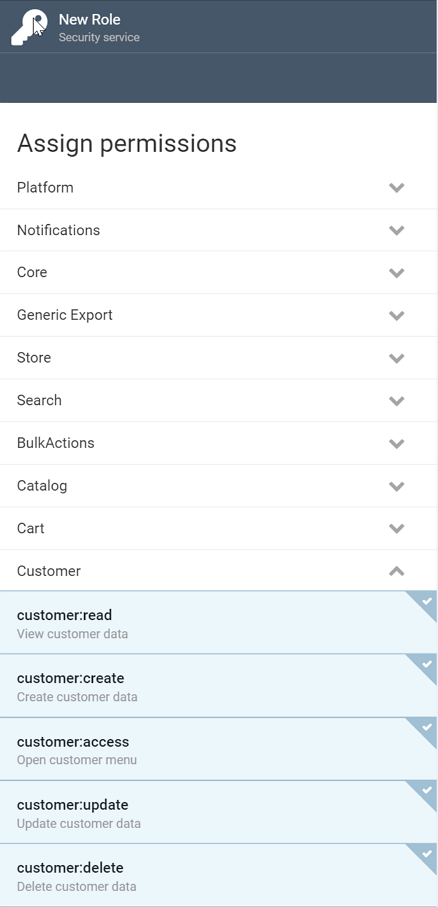 New Role
Security service
Assign permissions
Platform
Notifications
Core
Generic Export
Store
Search
BulkActions
Catalog
Cart
Customer
customer:read
View customer data
customer:create
Create customer data
customer:access
Open customer menu
customer:update
Update customer data
customer:delete
Delete customer data